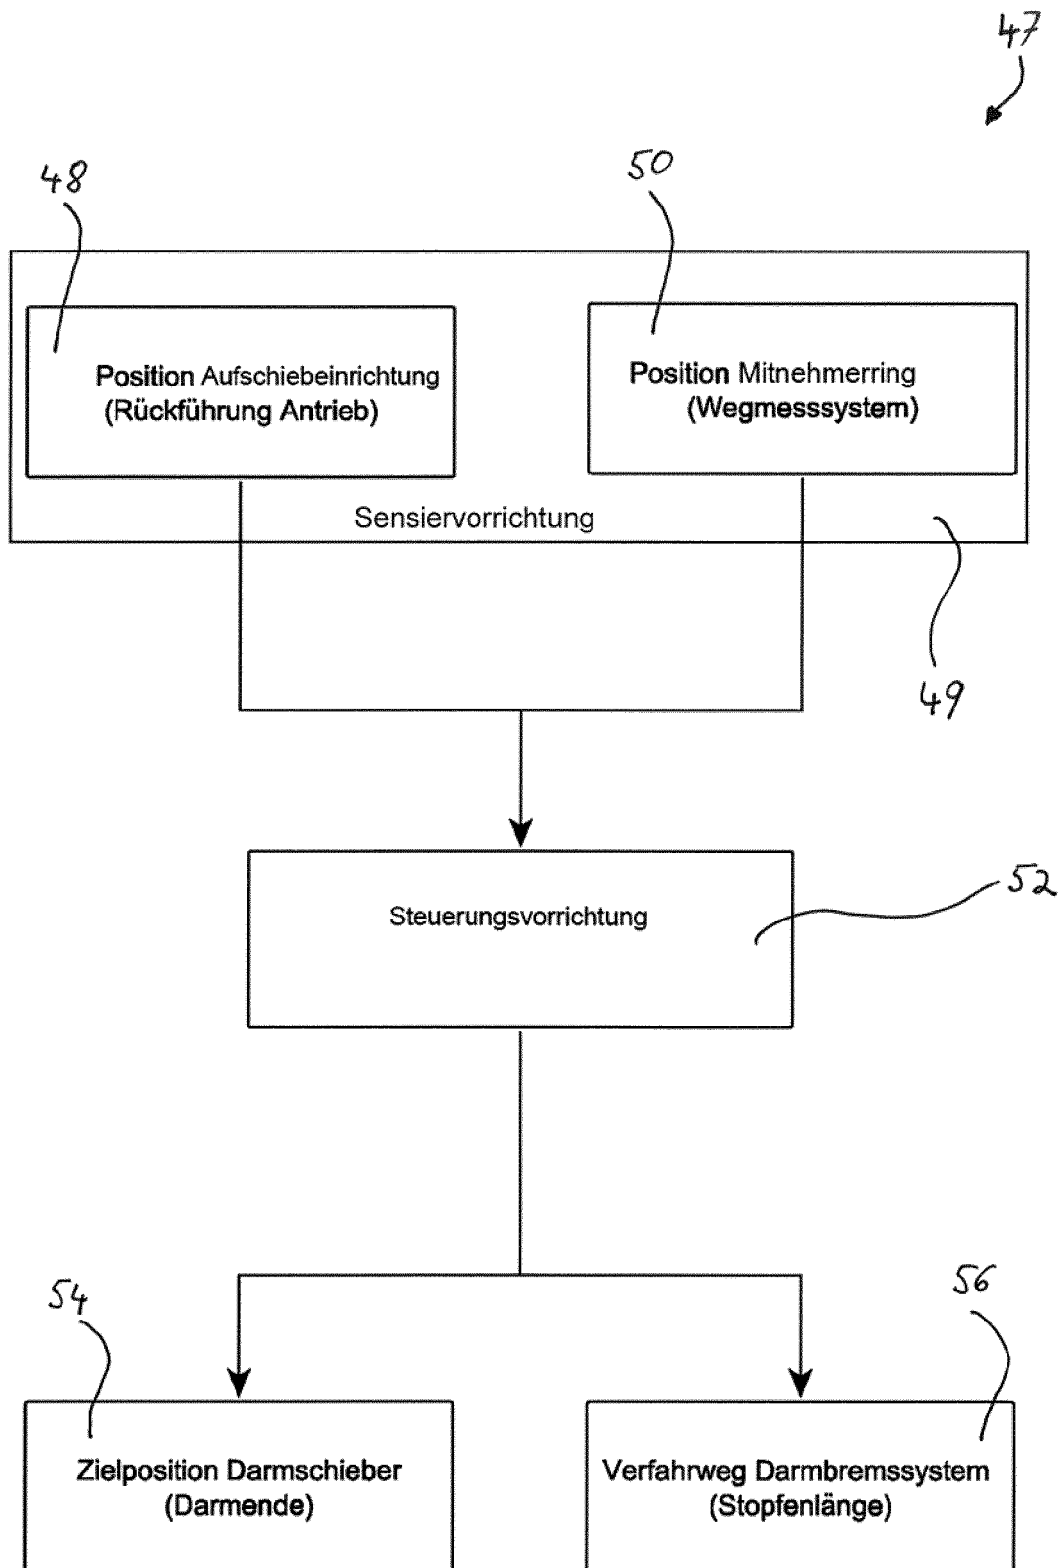 47
48
50
Position Aufschiebeinrichtung
(Rückführung Antrieb)
Position Mitnehmerring
(Wegmesssystem)
Sensiervorrichtung
49
Steuerungsvorrichtung
52
54
56
Zielposition Darmschieber
(Darmende)
Verfahrweg Darmbremssystem
(Stopfenlänge)